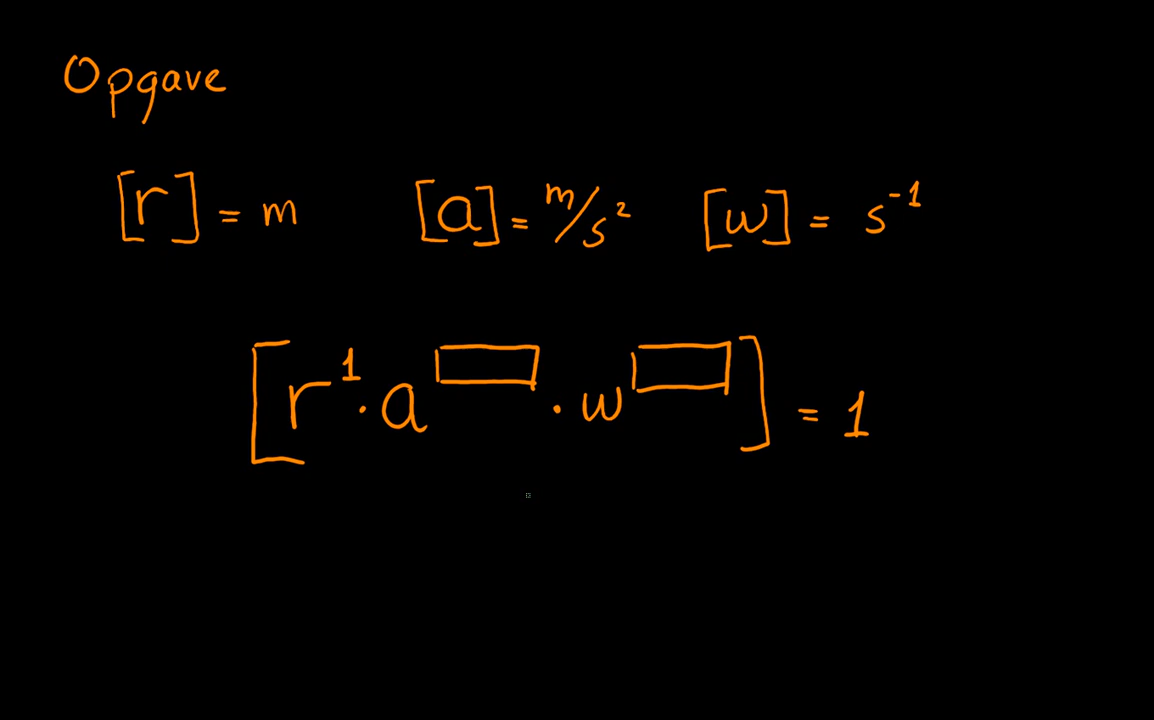 Opgave
[r] = m [a] = m/s² [w] = s⁻¹
[r¹ · a^□ · w^□] = 1